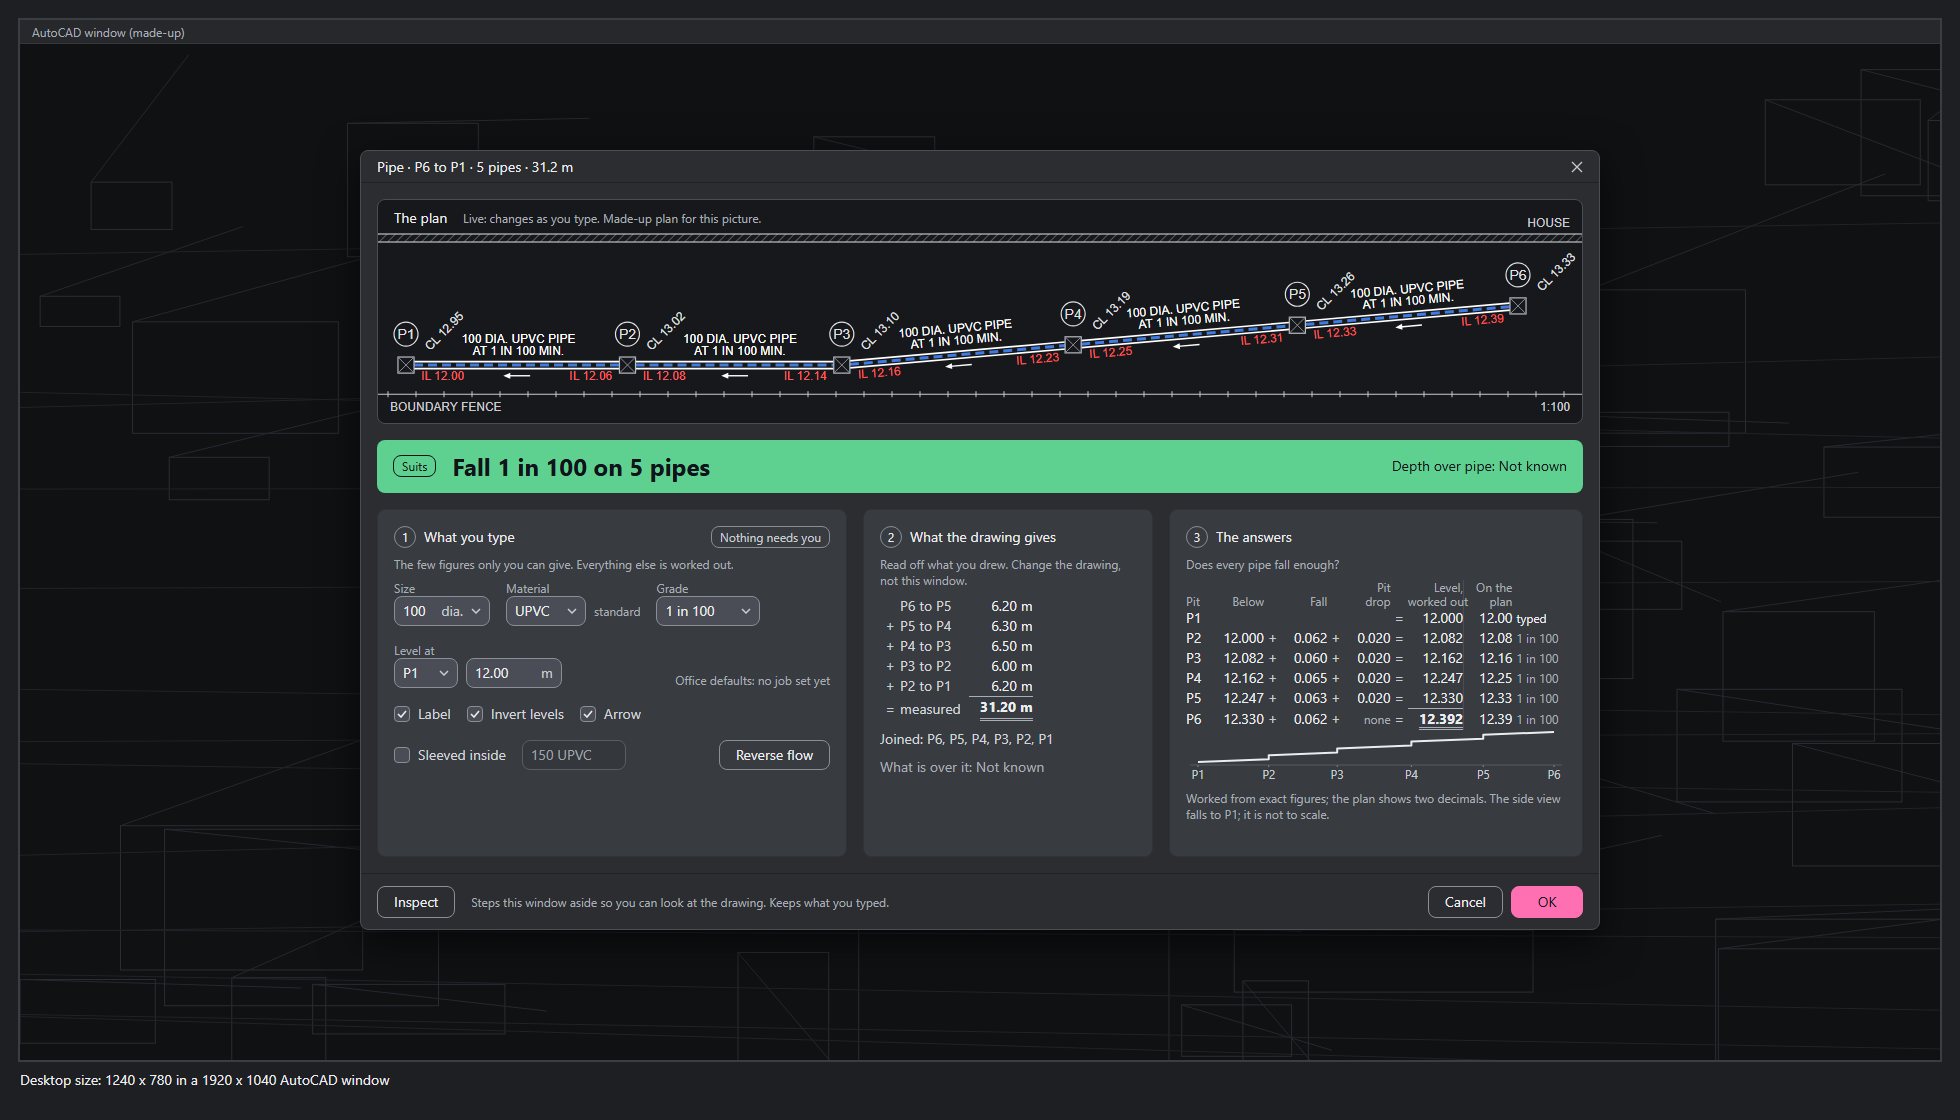 AutoCAD window (made-up)
Pipe · P6 to P1 · 5 pipes · 31.2 m
The plan Live: changes as you type. Made-up plan for this picture.
HOUSE
P1 CL 12.95 100 DIA. UPVC PIPE AT 1 IN 100 MIN.
P2 CL 13.02 100 DIA. UPVC PIPE AT 1 IN 100 MIN.
P3 CL 13.10 100 DIA. UPVC PIPE AT 1 IN 100 MIN.
P4 CL 13.19 100 DIA. UPVC PIPE AT 1 IN 100 MIN.
P5 CL 13.26 100 DIA. UPVC PIPE AT 1 IN 100 MIN.
P6 CL 13.33
IL 12.00 IL 12.06 IL 12.08 IL 12.14 IL 12.16 IL 12.23 IL 12.25 IL 12.31 IL 12.33 IL 12.39
BOUNDARY FENCE 1:100
Suits Fall 1 in 100 on 5 pipes Depth over pipe: Not known
1 What you type Nothing needs you
The few figures only you can give. Everything else is worked out.
Size Material Grade
100 dia. UPVC standard 1 in 100
Level at
P1 12.00 m Office defaults: no job set yet
Label Invert levels Arrow
Sleeved inside 150 UPVC Reverse flow
2 What the drawing gives
Read off what you drew. Change the drawing,
not this window.
P6 to P5 6.20 m
+ P5 to P4 6.30 m
+ P4 to P3 6.50 m
+ P3 to P2 6.00 m
+ P2 to P1 6.20 m
= measured 31.20 m
Joined: P6, P5, P4, P3, P2, P1
What is over it: Not known
3 The answers
Does every pipe fall enough?
Pit Below Fall Pit drop Level, worked out On the plan
P1 = 12.000 12.00 typed
P2 12.000 + 0.062 + 0.020 = 12.082 12.08 1 in 100
P3 12.082 + 0.060 + 0.020 = 12.162 12.16 1 in 100
P4 12.162 + 0.065 + 0.020 = 12.247 12.25 1 in 100
P5 12.247 + 0.063 + 0.020 = 12.330 12.33 1 in 100
P6 12.330 + 0.062 + none = 12.392 12.39 1 in 100
P1 P2 P3 P4 P5 P6
Worked from exact figures; the plan shows two decimals. The side view
falls to P1; it is not to scale.
Inspect Steps this window aside so you can look at the drawing. Keeps what you typed.
Cancel OK
Desktop size: 1240 x 780 in a 1920 x 1040 AutoCAD window